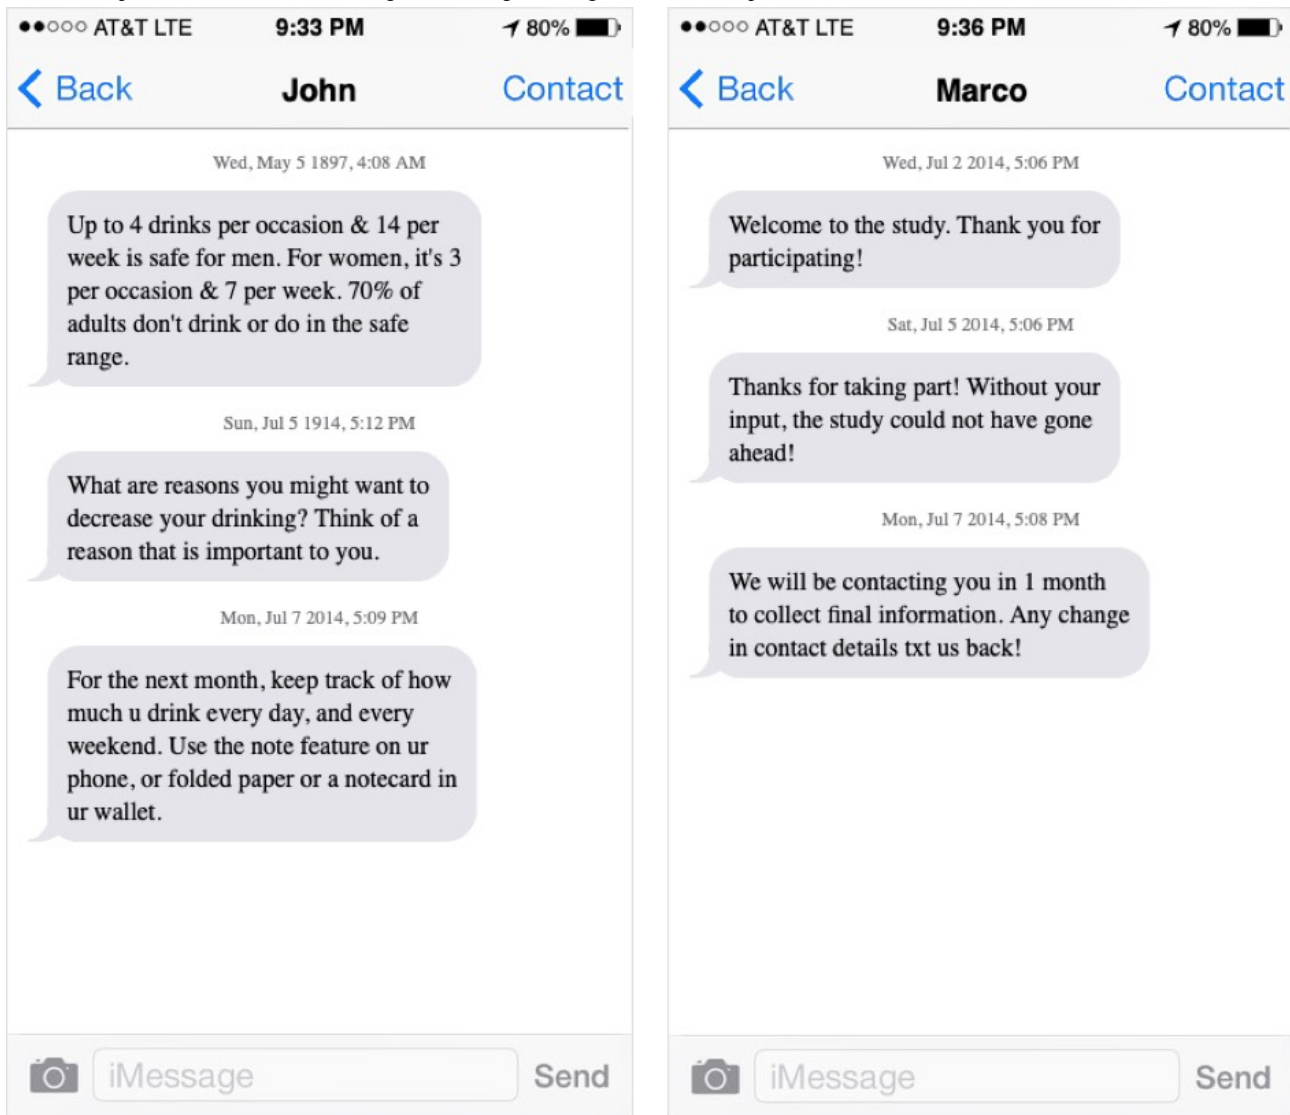 AT&T LTE 9:33 PM 80%
Back John Contact
Wed, May 5 1897, 4:08 AM
Up to 4 drinks per occasion & 14 per
week is safe for men. For women, it's 3
per occasion & 7 per week. 70% of
adults don't drink or do in the safe
range.
Sun, Jul 5 1914, 5:12 PM
What are reasons you might want to
decrease your drinking? Think of a
reason that is important to you.
Mon, Jul 7 2014, 5:09 PM
For the next month, keep track of how
much u drink every day, and every
weekend. Use the note feature on ur
phone, or folded paper or a notecard in
ur wallet.
iMessage Send
AT&T LTE 9:36 PM 80%
Back Marco Contact
Wed, Jul 2 2014, 5:06 PM
Welcome to the study. Thank you for
participating!
Sat, Jul 5 2014, 5:06 PM
Thanks for taking part! Without your
input, the study could not have gone
ahead!
Mon, Jul 7 2014, 5:08 PM
We will be contacting you in 1 month
to collect final information. Any change
in contact details txt us back!
iMessage Send